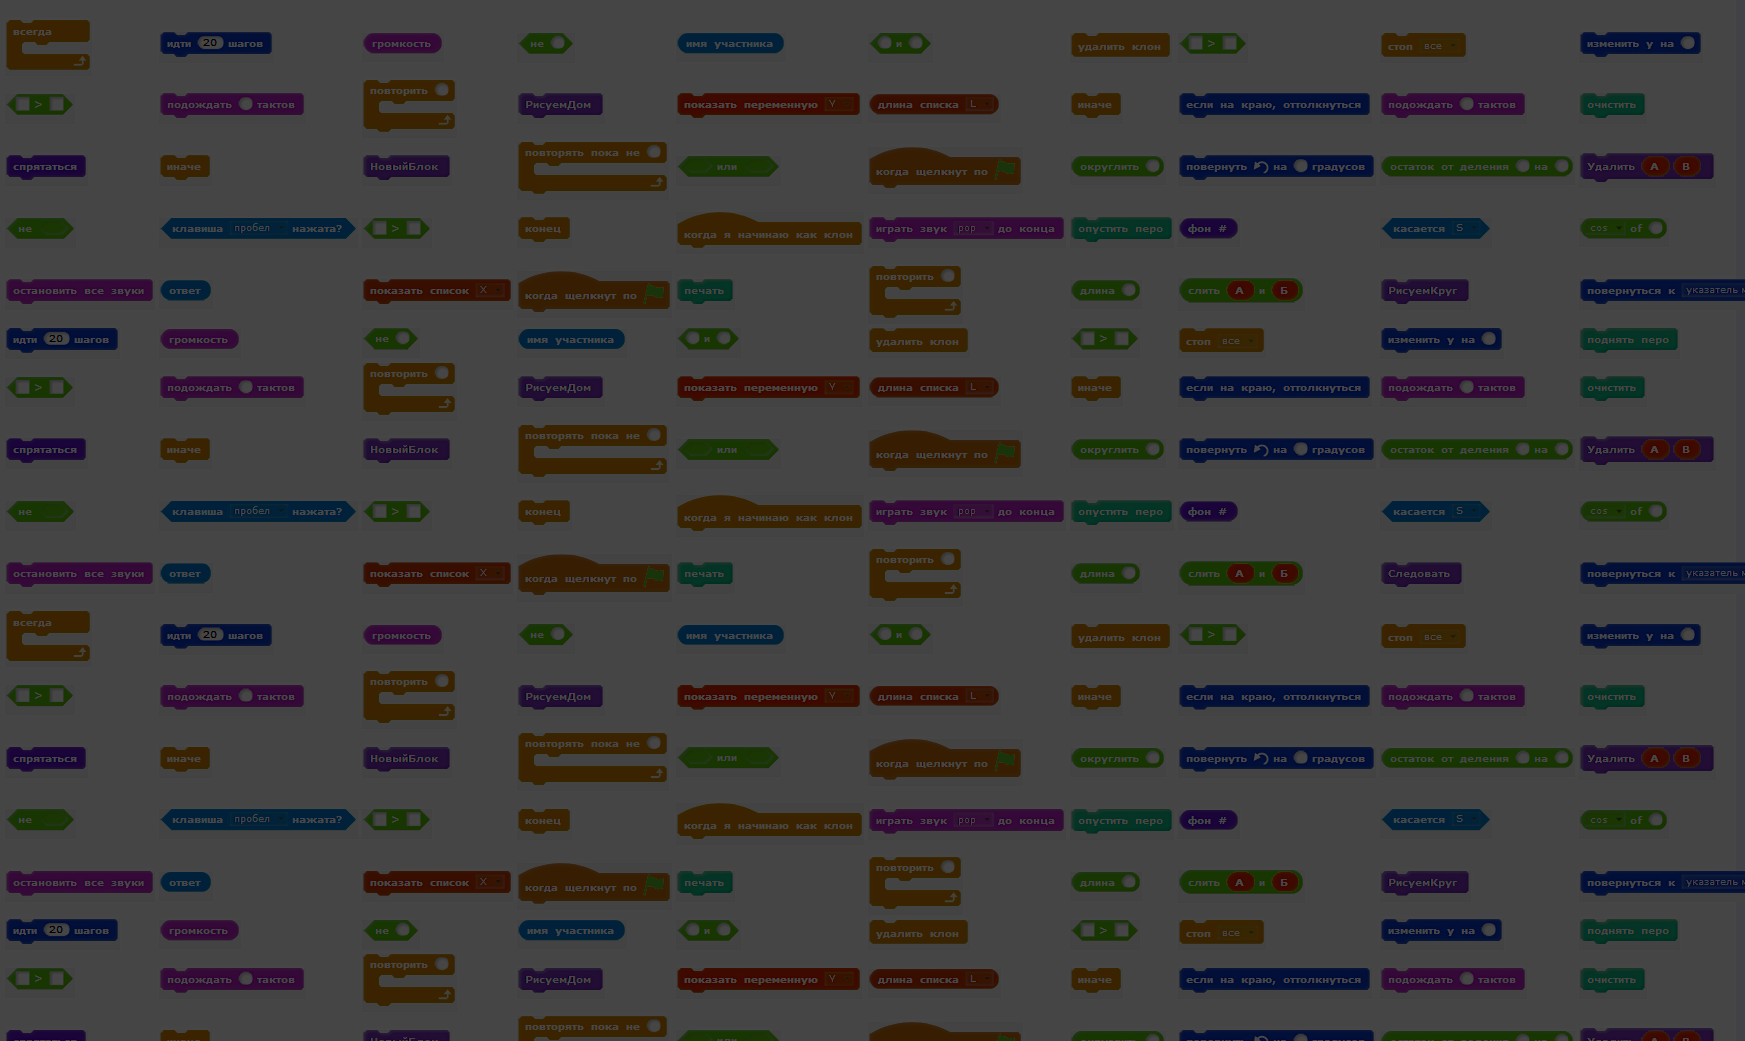 всегда
идти 20 шагов громкость не имя участника и удалить клон > стоп все изменить y на
> подождать тактов повторить РисуемДом показать переменную Y длина списка L иначе если на краю, оттолкнуться подождать тактов очистить
спрятаться иначе НовыйБлок повторять пока не или когда щелкнут по округлить повернуть на градусов остаток от деления на Удалить А В
не клавиша пробел нажата? > конец когда я начинаю как клон играть звук pop до конца опустить перо фон # касается S cos of
остановить все звуки ответ показать список X когда щелкнут по печать повторить длина слить А и Б РисуемКруг повернуться к указатель м
идти 20 шагов громкость не имя участника и удалить клон > стоп все изменить y на поднять перо
> подождать тактов повторить РисуемДом показать переменную Y длина списка L иначе если на краю, оттолкнуться подождать тактов очистить
спрятаться иначе НовыйБлок повторять пока не или когда щелкнут по округлить повернуть на градусов остаток от деления на Удалить А В
не клавиша пробел нажата? > конец когда я начинаю как клон играть звук pop до конца опустить перо фон # касается S cos of
остановить все звуки ответ показать список X когда щелкнут по печать повторить длина слить А и Б Следовать повернуться к указатель м
всегда
идти 20 шагов громкость не имя участника и удалить клон > стоп все изменить y на
> подождать тактов повторить РисуемДом показать переменную Y длина списка L иначе если на краю, оттолкнуться подождать тактов очистить
спрятаться иначе НовыйБлок повторять пока не или когда щелкнут по округлить повернуть на градусов остаток от деления на Удалить А В
не клавиша пробел нажата? > конец когда я начинаю как клон играть звук pop до конца опустить перо фон # касается S cos of
остановить все звуки ответ показать список X когда щелкнут по печать повторить длина слить А и Б РисуемКруг повернуться к указатель м
идти 20 шагов громкость не имя участника и удалить клон > стоп все изменить y на поднять перо
> подождать тактов повторить РисуемДом показать переменную Y длина списка L иначе если на краю, оттолкнуться подождать тактов очистить
повторять пока не